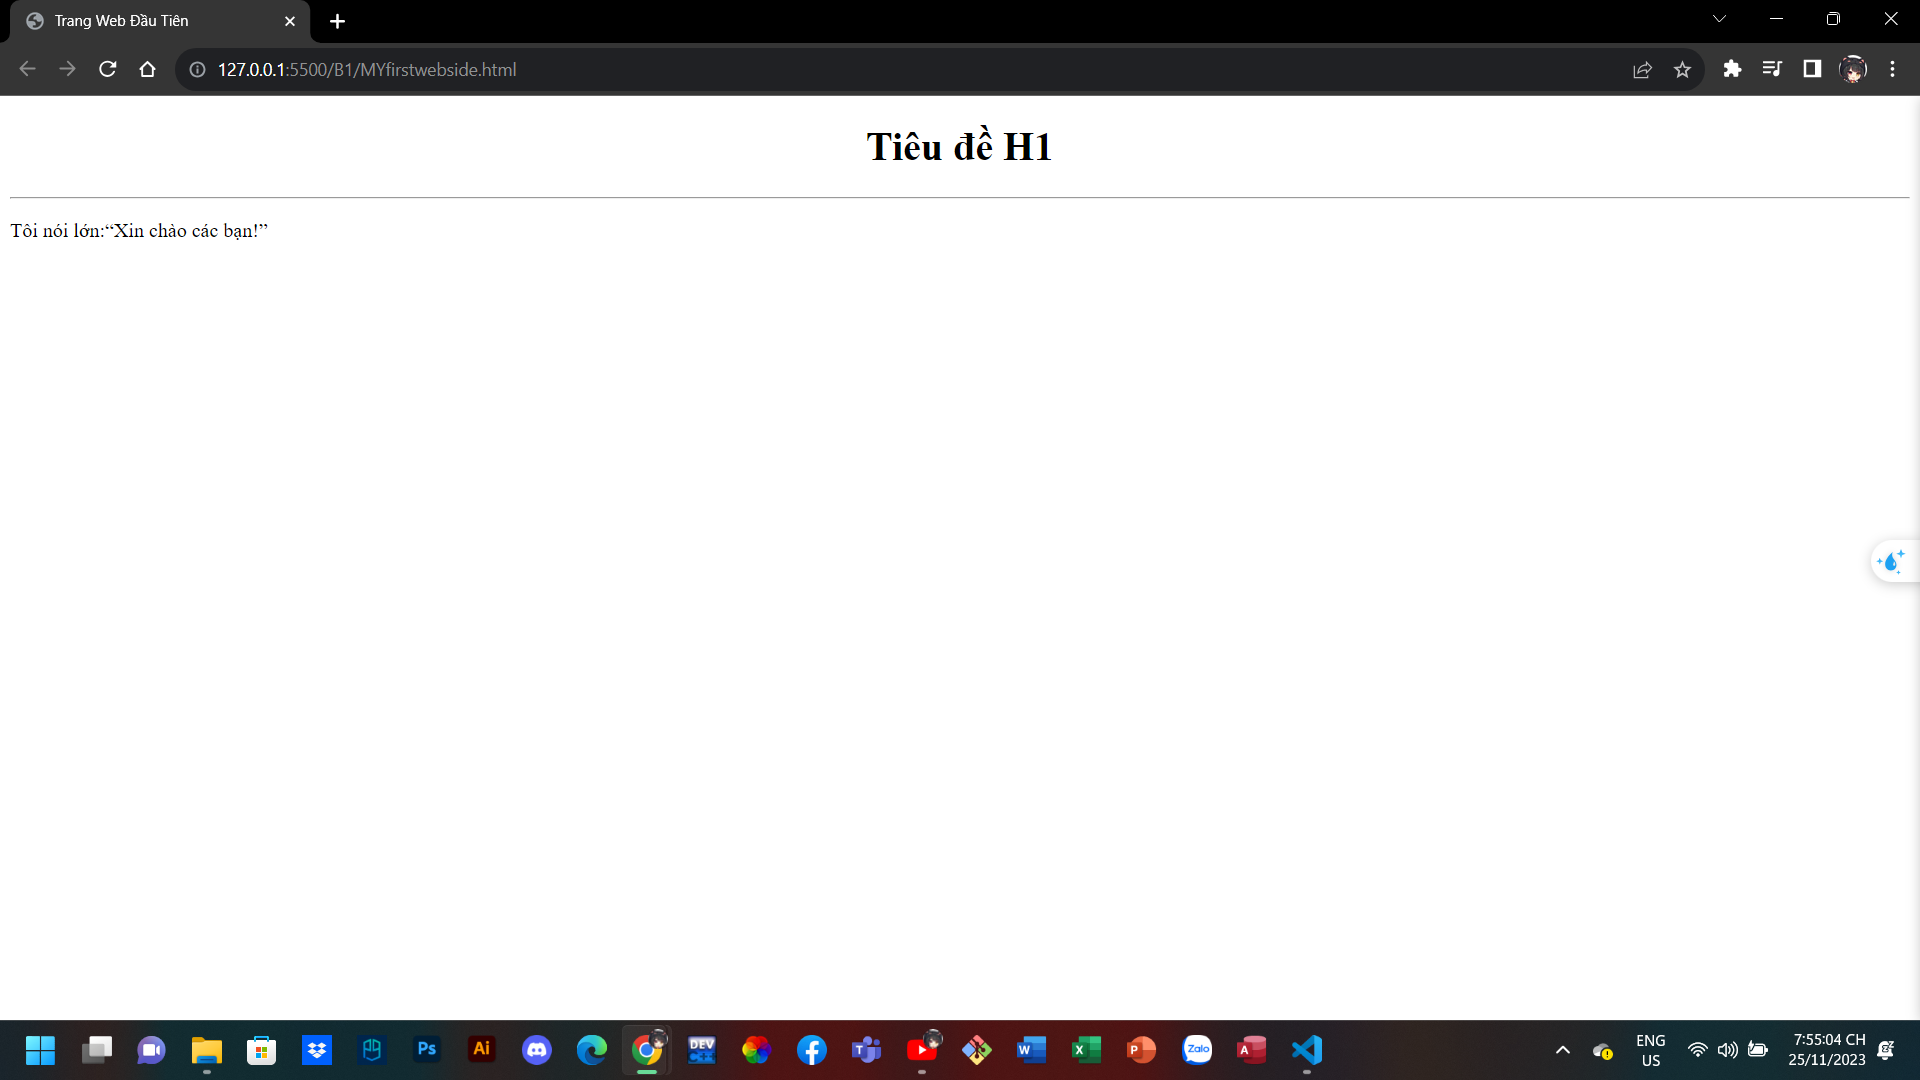 Trang Web Đầu Tiên
127.0.0.1:5500/B1/MYfirstwebside.html
Tiêu đề H1
Tôi nói lớn:“Xin chào các bạn!”
Ps
Ai
DEV
C++
T
W
X
P
Zalo
A
ENG
US
7:55:04 CH
25/11/2023